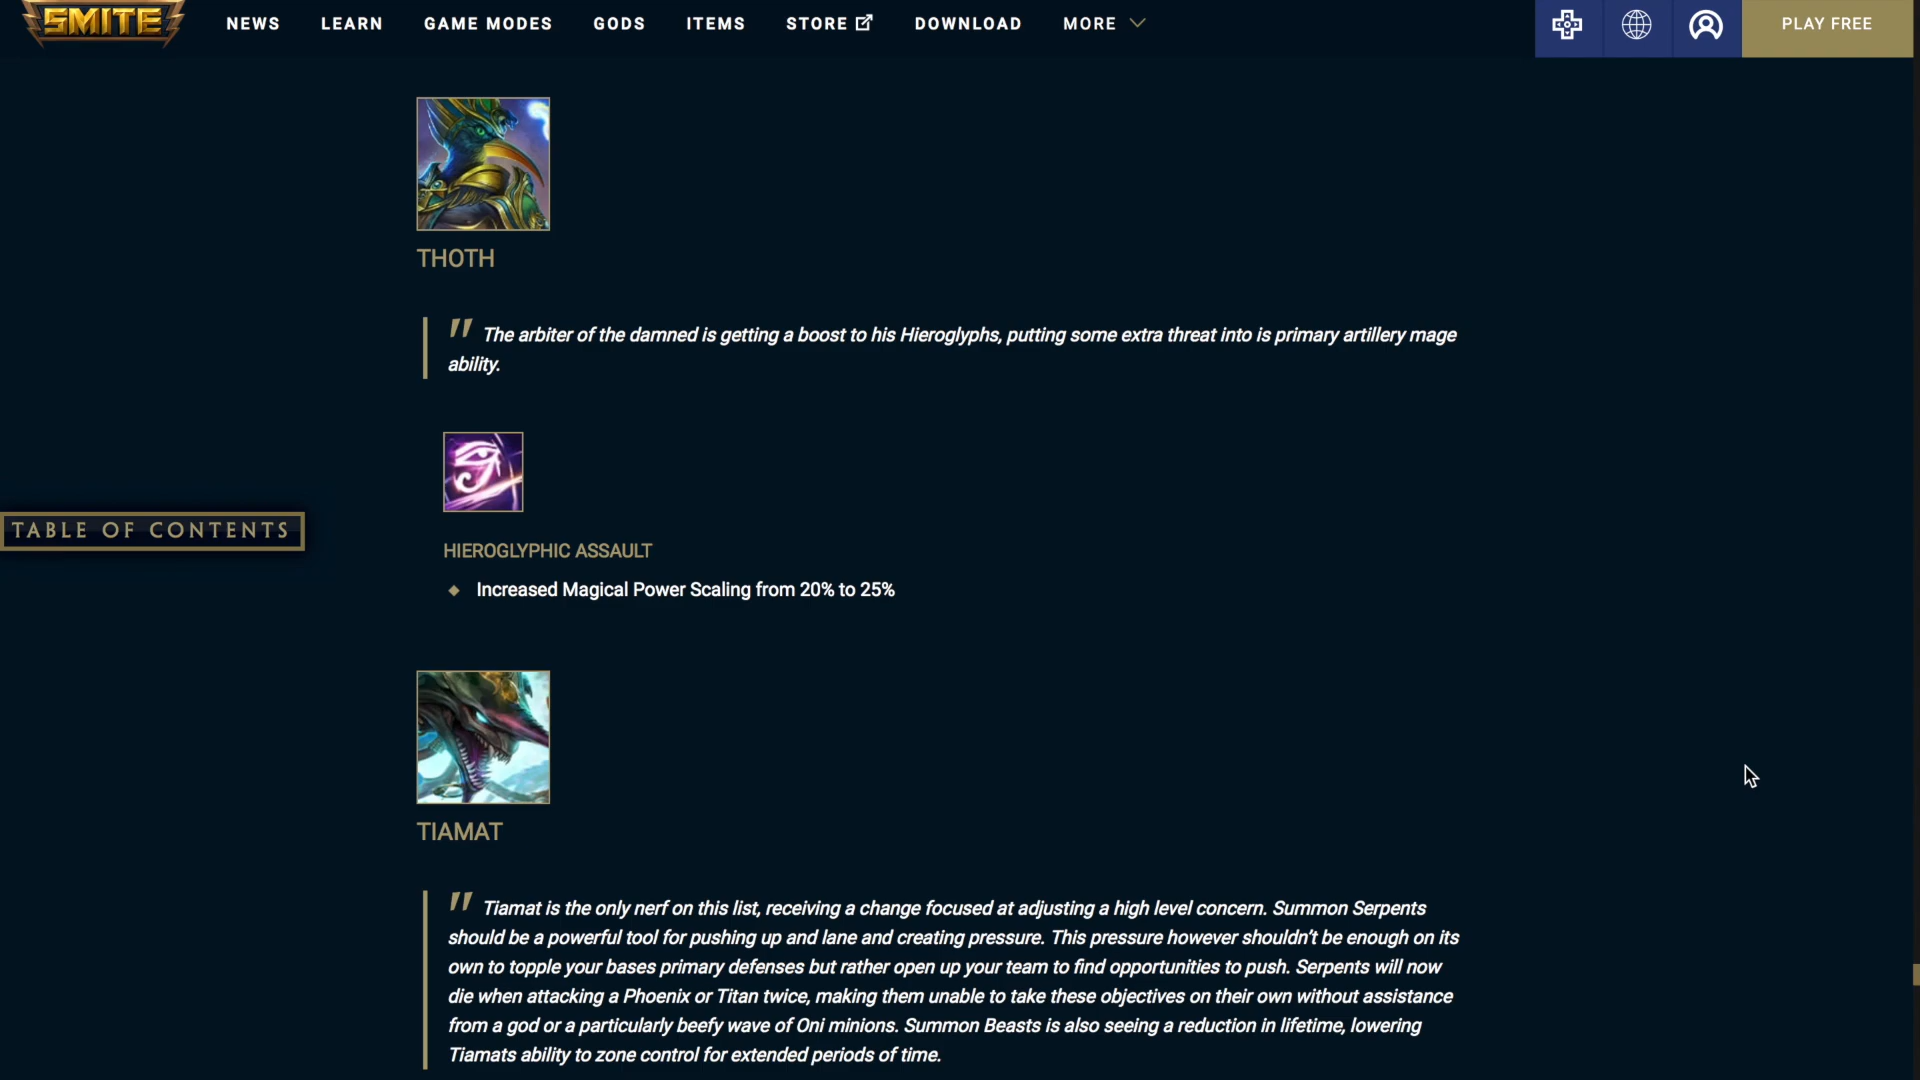 SMITE NEWS LEARN GAME MODES GODS ITEMS STORE DOWNLOAD MORE PLAY FREE
THOTH
" The arbiter of the damned is getting a boost to his Hieroglyphs, putting some extra threat into is primary artillery mage
ability.
TABLE OF CONTENTS
HIEROGLYPHIC ASSAULT
Increased Magical Power Scaling from 20% to 25%
TIAMAT
" Tiamat is the only nerf on this list, receiving a change focused at adjusting a high level concern. Summon Serpents
should be a powerful tool for pushing up and lane and creating pressure. This pressure however shouldn't be enough on its
own to topple your bases primary defenses but rather open up your team to find opportunities to push. Serpents will now
die when attacking a Phoenix or Titan twice, making them unable to take these objectives on their own without assistance
from a god or a particularly beefy wave of Oni minions. Summon Beasts is also seeing a reduction in lifetime, lowering
Tiamats ability to zone control for extended periods of time.